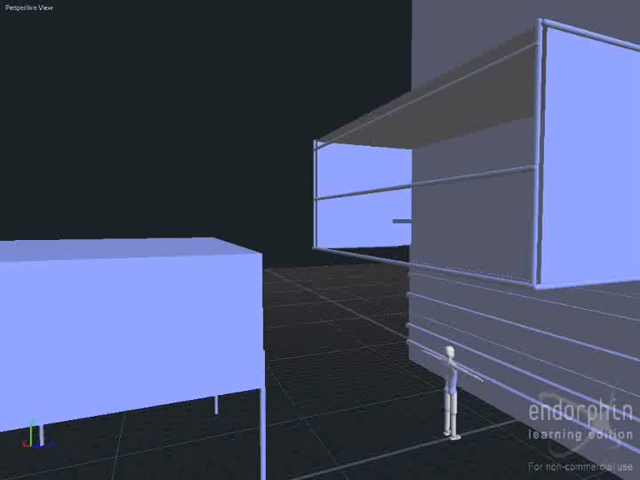 Perspective View
endorphin
learning edition
For non-commercial use